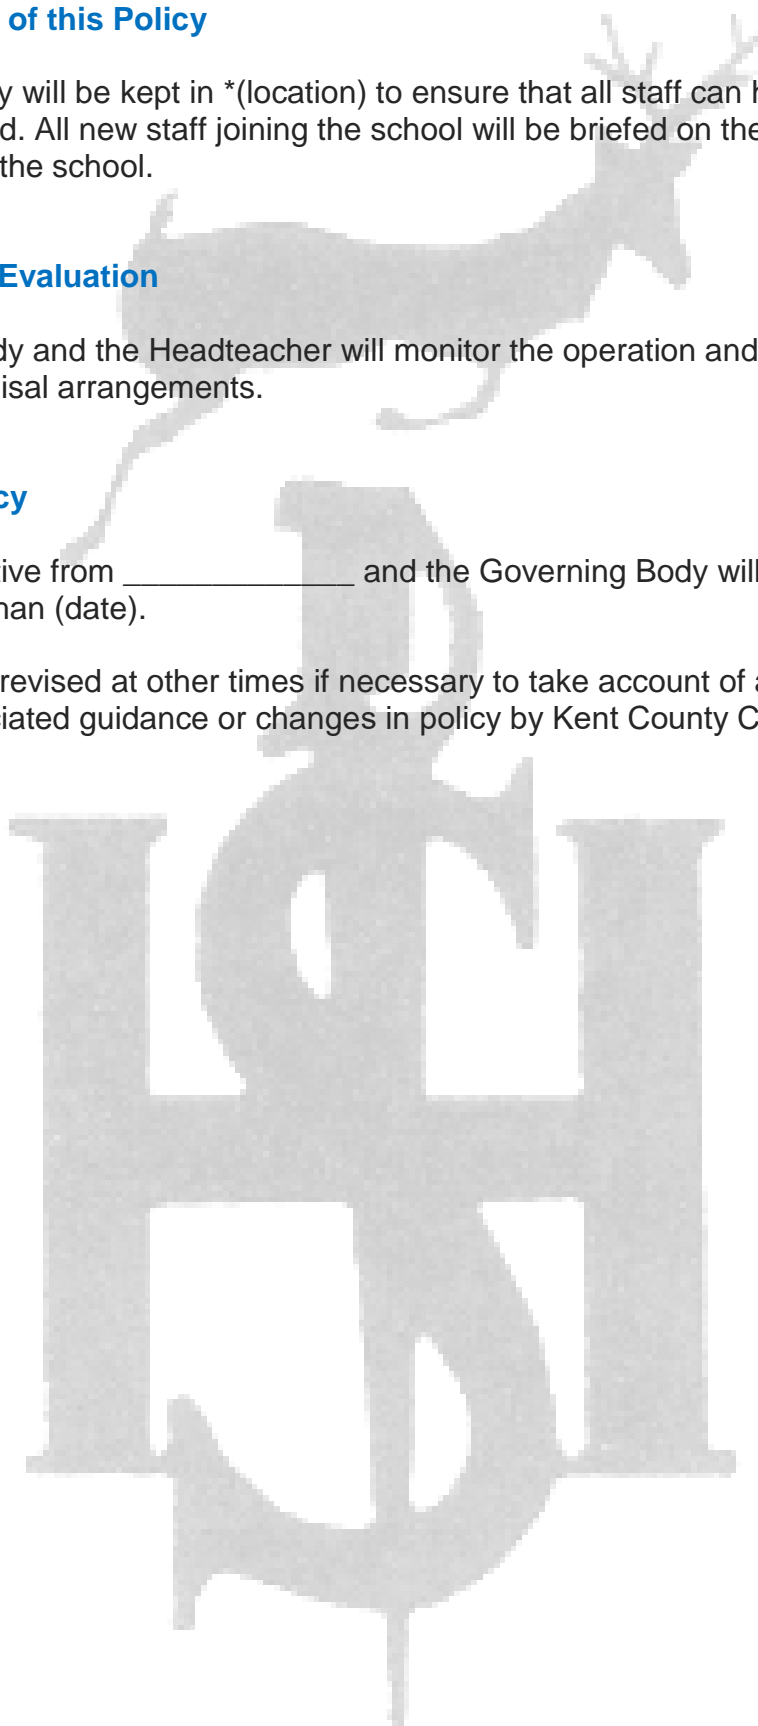 of this Policy
y will be kept in *(location) to ensure that all staff can h
d. All new staff joining the school will be briefed on the
the school.
Evaluation
dy and the Headteacher will monitor the operation and
isal arrangements.
cy
tive from _____________ and the Governing Body will
han (date).
revised at other times if necessary to take account of a
ciated guidance or changes in policy by Kent County C